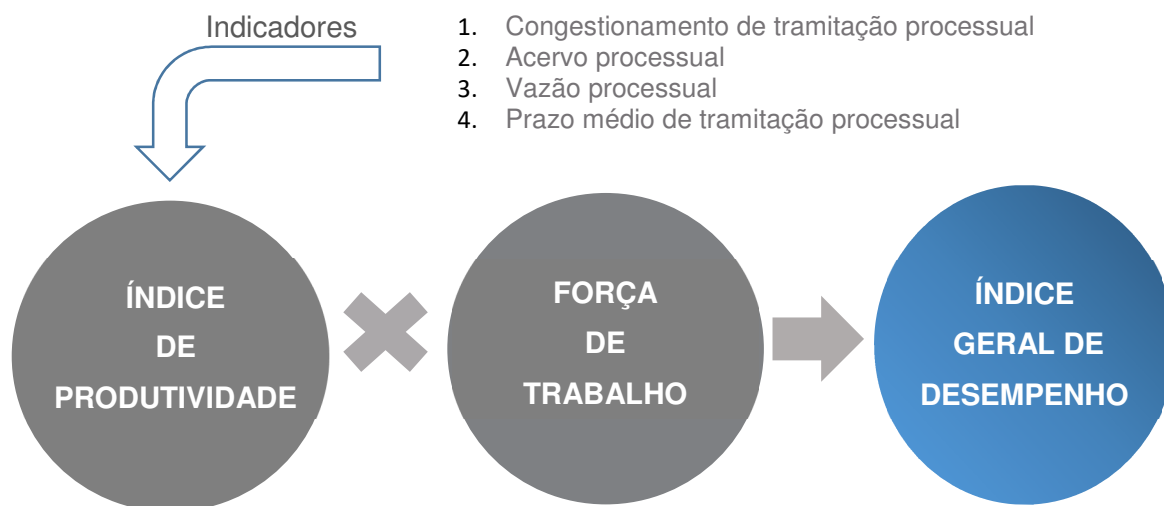 Indicadores
1. Congestionamento de tramitação processual
2. Acervo processual
3. Vazão processual
4. Prazo médio de tramitação processual
ÍNDICE
DE
PRODUTIVIDADE
FORÇA
DE
TRABALHO
ÍNDICE
GERAL DE
DESEMPENHO